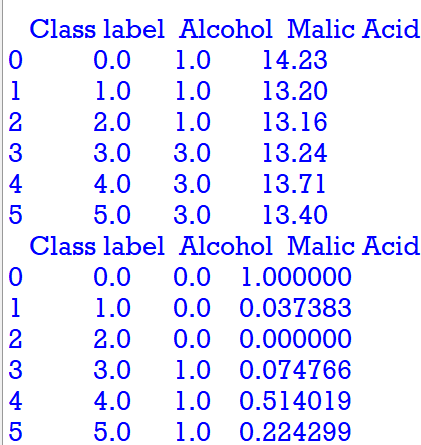 Class label Alcohol Malic Acid
0 0.0 1.0 14.23
1 1.0 1.0 13.20
2 2.0 1.0 13.16
3 3.0 3.0 13.24
4 4.0 3.0 13.71
5 5.0 3.0 13.40
Class label Alcohol Malic Acid
0 0.0 0.0 1.000000
1 1.0 0.0 0.037383
2 2.0 0.0 0.000000
3 3.0 1.0 0.074766
4 4.0 1.0 0.514019
5 5.0 1.0 0.224299